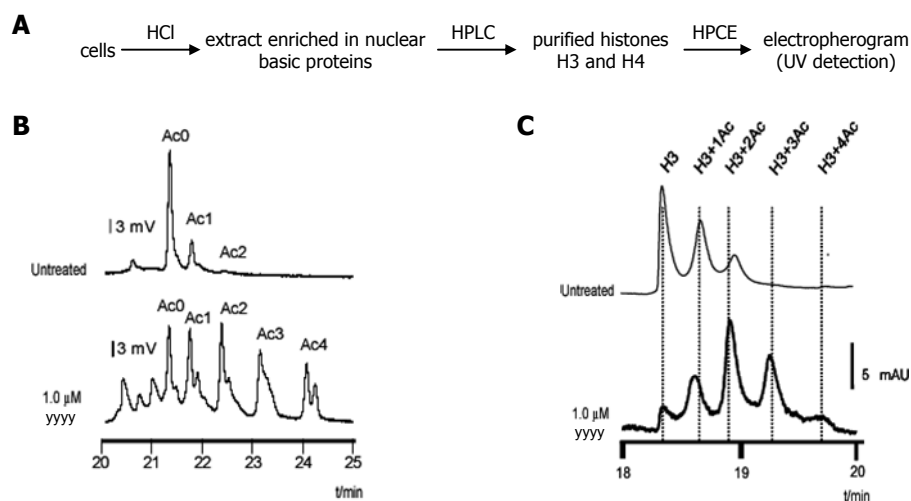 A
cells
HCl
extract enriched in nuclear
basic proteins
HPLC
purified histones
H3 and H4
HPCE
electropherogram
(UV detection)
B
Ac0
3 mV
Ac1
Ac2
Untreated
Ac0
Ac1
Ac2
Ac3
Ac4
3 mV
1.0 µM
yyyy
20 21 22 23 24 25
t/min
C
H3
H3+1Ac
H3+2Ac
H3+3Ac
H3+4Ac
Untreated
5 mAU
1.0 µM
yyyy
18 19 20
t/min